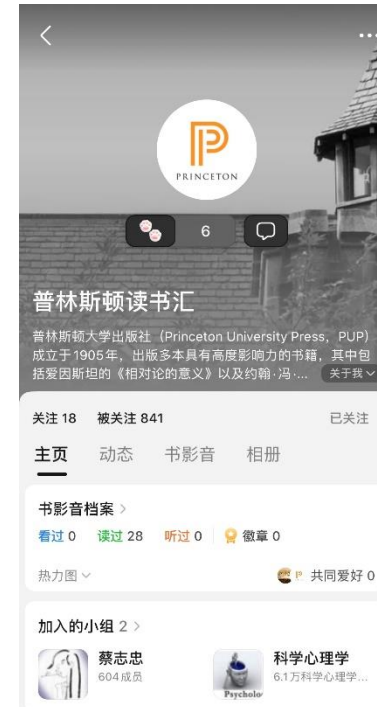 PRINCETON
6
普林斯顿读书汇
普林斯顿大学出版社（Princeton University Press，PUP）
成立于1905年，出版多本具有高度影响力的书籍，其中包
括爱因斯坦的《相对论的意义》以及约翰·冯·... 关于我
关注 18 被关注 841 已关注
主页 动态 书影音 相册
书影音档案
看过 0 读过 28 听过 0 徽章 0
热力图 共同爱好 0
加入的小组 2
蔡志忠 科学心理学
604成员 6.1万科学心理学...
Psycholo